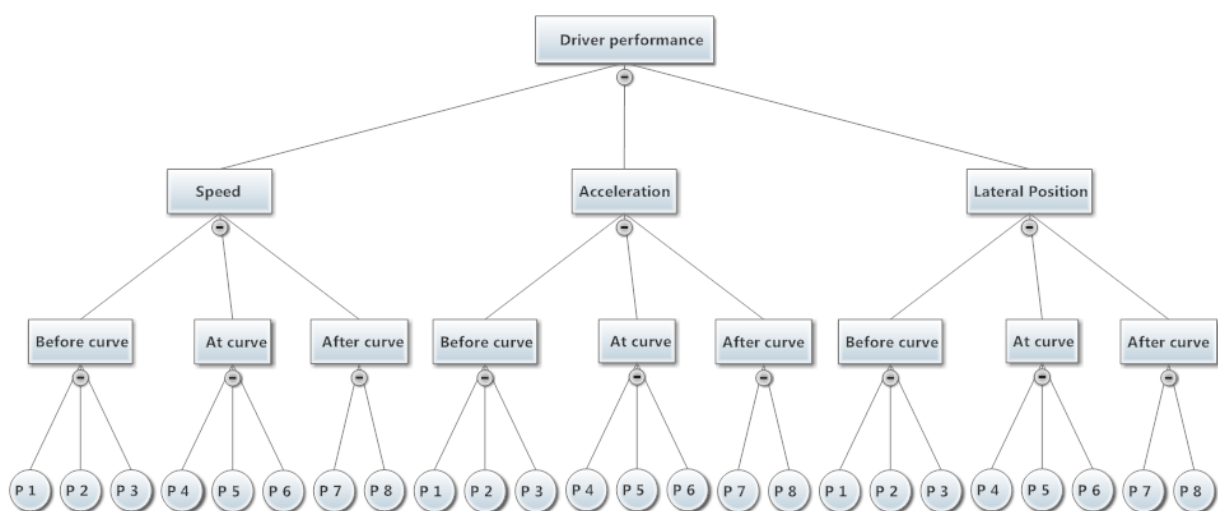 Driver performance
Speed
Acceleration
Lateral Position
Before curve
At curve
After curve
Before curve
At curve
After curve
Before curve
At curve
After curve
P 1
P 2
P 3
P 4
P 5
P 6
P 7
P 8
P 1
P 2
P 3
P 4
P 5
P 6
P 7
P 8
P 1
P 2
P 3
P 4
P 5
P 6
P 7
P 8